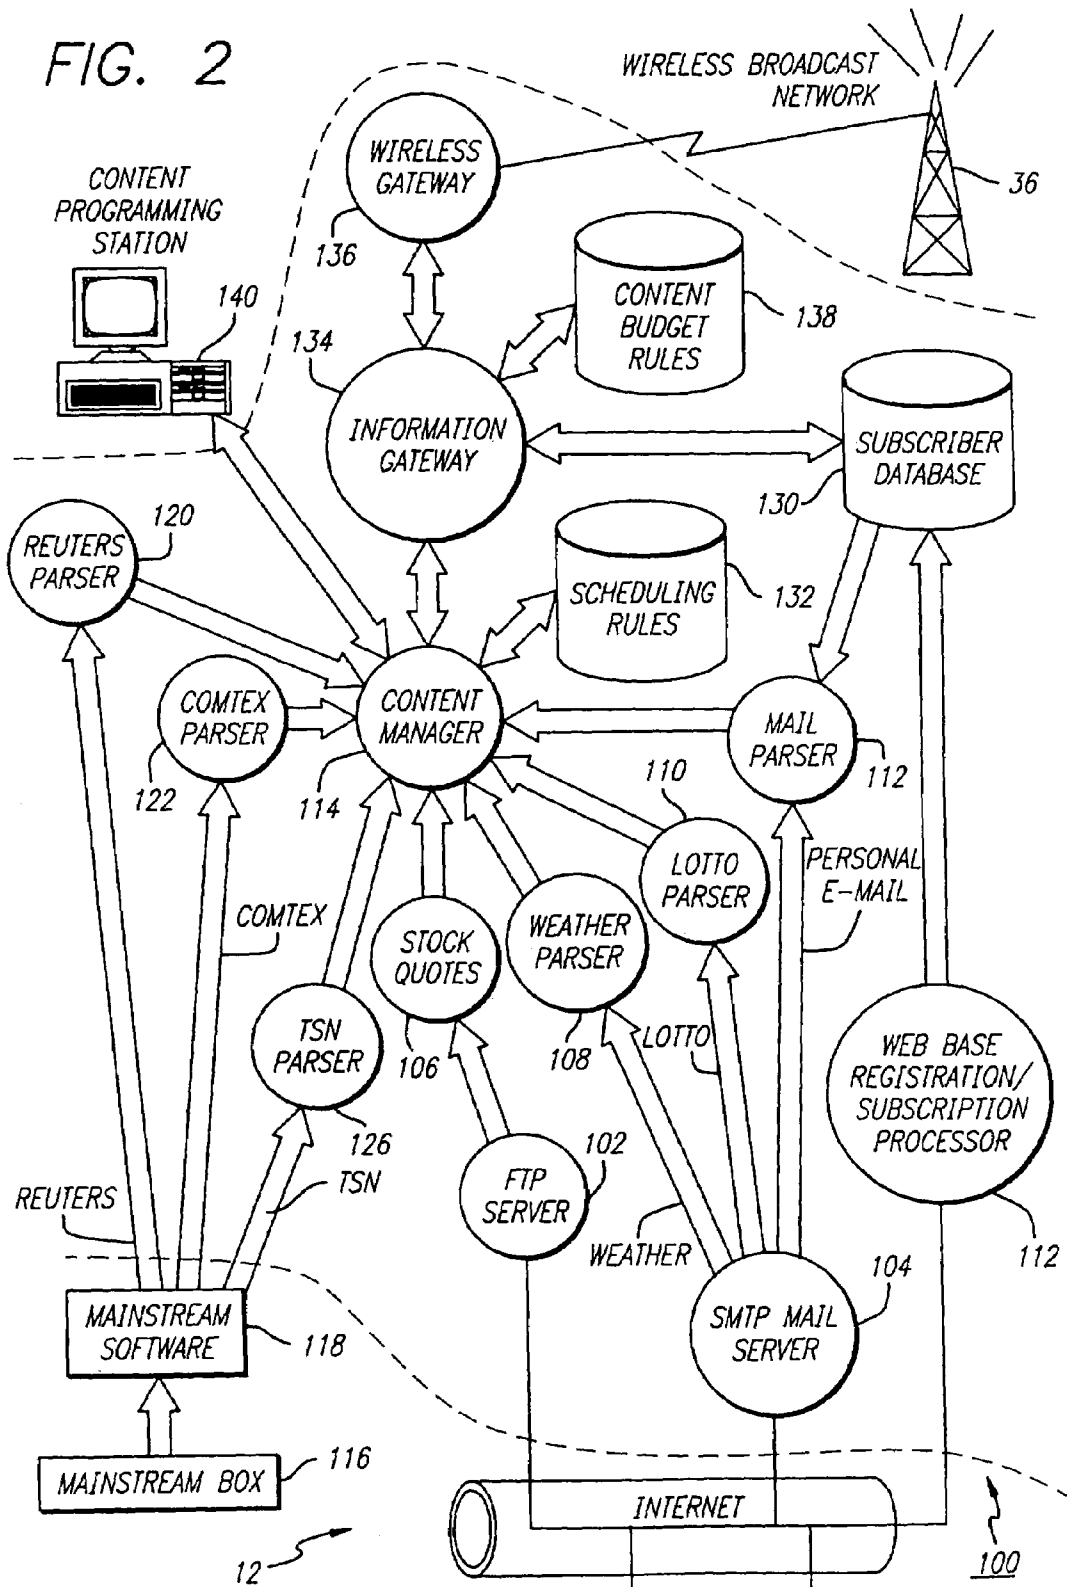 FIG. 2
WIRELESS BROADCAST
NETWORK
WIRELESS
GATEWAY
36
CONTENT
PROGRAMMING
STATION
136
140
CONTENT
BUDGET
RULES
138
134
INFORMATION
GATEWAY
SUBSCRIBER
DATABASE
130
120
REUTERS
PARSER
SCHEDULING
RULES
132
COMTEX
PARSER
122
CONTENT
MANAGER
114
MAIL
PARSER
112
110
LOTTO
PARSER
PERSONAL
E-MAIL
COMTEX
STOCK
QUOTES
106
WEATHER
PARSER
108
LOTTO
TSN
PARSER
126
TSN
WEB BASE
REGISTRATION/
SUBSCRIPTION
PROCESSOR
112
102
FTP
SERVER
REUTERS
WEATHER
104
SMTP MAIL
SERVER
MAINSTREAM
SOFTWARE
118
MAINSTREAM BOX
116
INTERNET
12
100